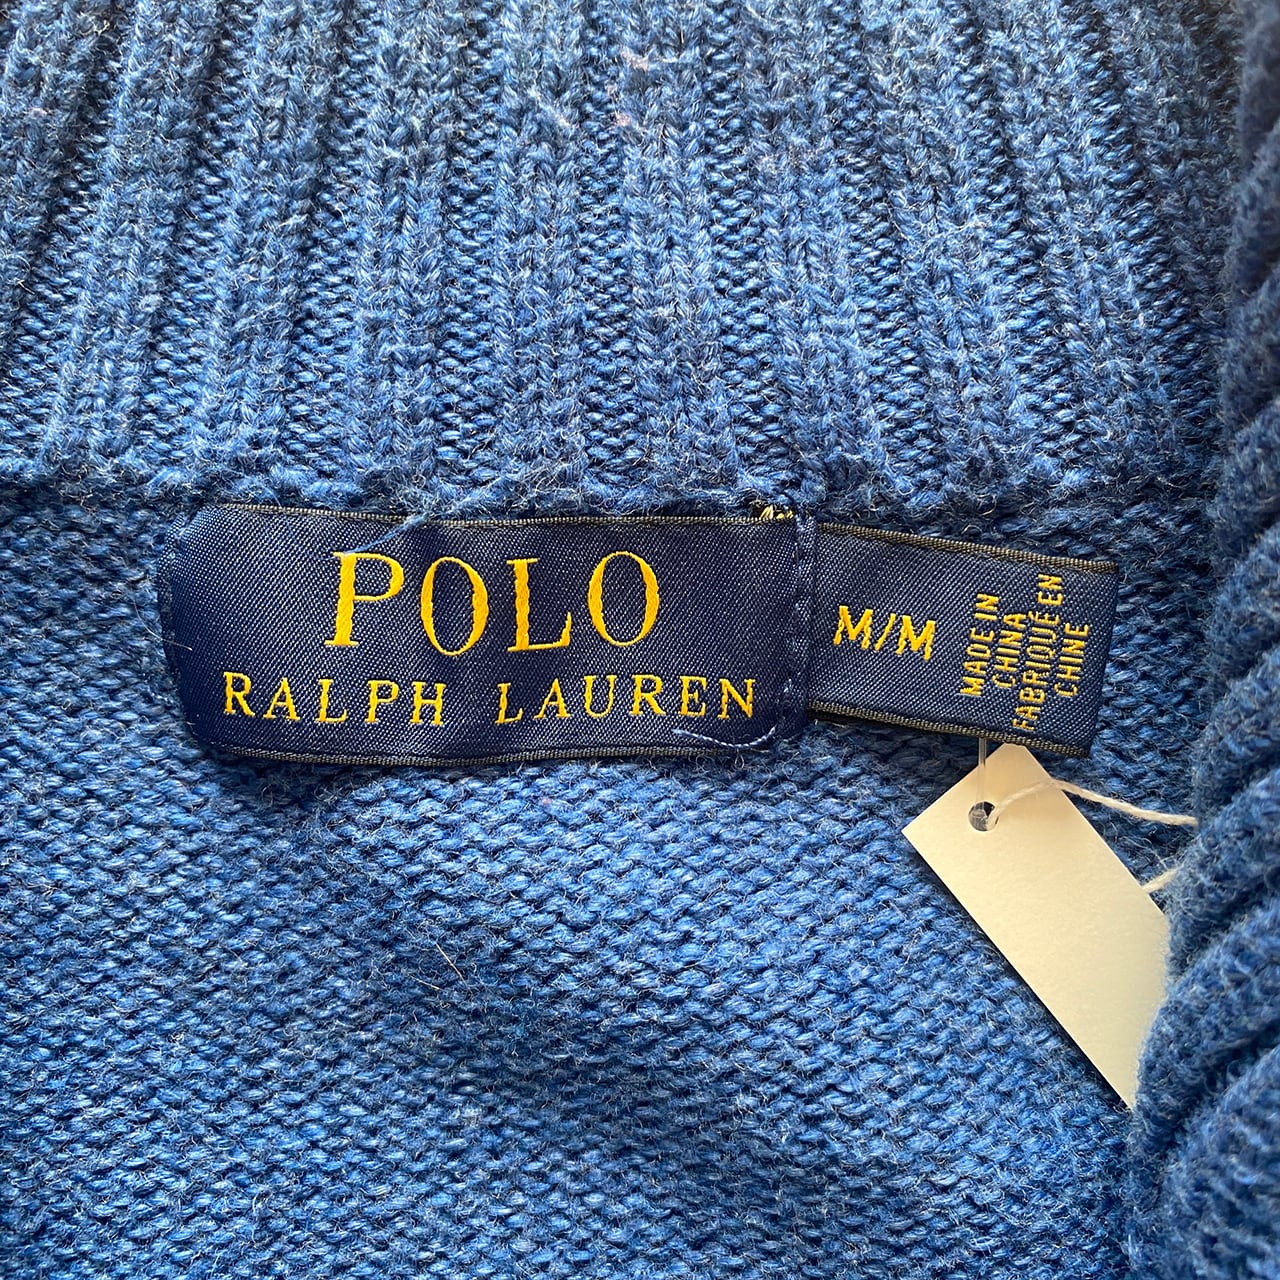 POLO
RALPH LAUREN
M/M
MADE IN
CHINA
FABRIQUÉ EN
CHINE